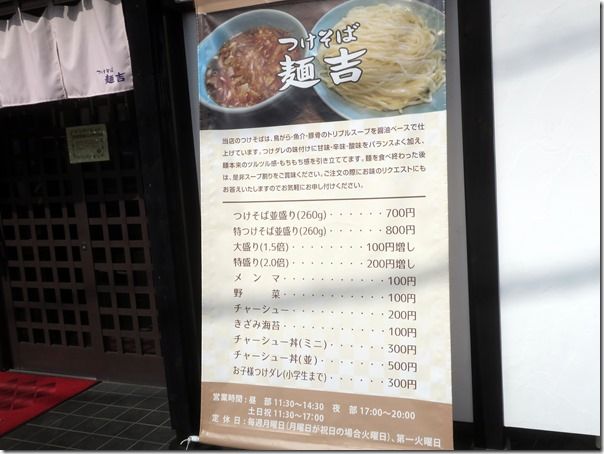 つけそば
麺吉
つけそば
麺吉
当店のつけそばは、鳥がら・魚介・豚骨のトリプルスープを醤油ベースで仕
上げています。つけダレの味付けに甘味・辛味・酸味をバランスよく加え、
麺本来のツルツル感・もちもち感を引き立ててます。麺を食べ終わった後
は、是非スープ割りをご賞味ください。ご注文の際にお味のリクエストにも
お答えいたしますのでお気軽にお申し付けください。
つけそば並盛り(260g)・・・・・・700円
特つけそば並盛り(260g)・・・・・800円
大盛り(1.5倍)・・・・・・・100円増し
特盛り(2.0倍)・・・・・・・200円増し
メンマ・・・・・・・・・・・100円
野菜・・・・・・・・・・・100円
チャーシュー・・・・・・・・・・200円
きざみ海苔・・・・・・・・・・・100円
チャーシュー丼(ミニ)・・・・・・300円
チャーシュー丼(並)・・・・・・・500円
お子様つけダレ(小学生まで)・・・・300円
営業時間:昼 部 11:30〜14:30 夜 部 17:00〜20:00
土日祝 11:30〜17:00
定 休 日:毎週月曜日(月曜日が祝日の場合火曜日)、第一火曜日